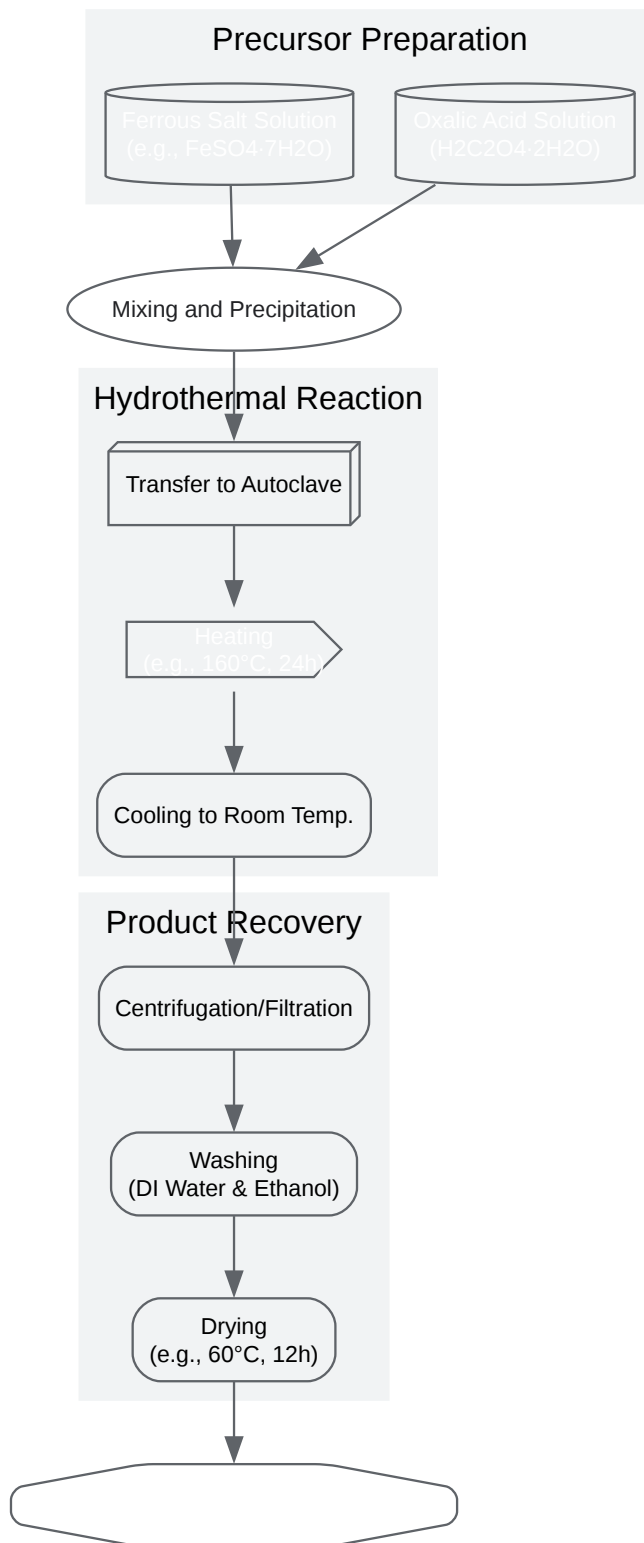 Precursor Preparation
Ferrous Salt Solution
(e.g., FeSO4·7H2O)
Oxalic Acid Solution
(H2C2O4·2H2O)
Mixing and Precipitation
Hydrothermal Reaction
Transfer to Autoclave
Heating
(e.g., 160°C, 24h)
Cooling to Room Temp.
Product Recovery
Centrifugation/Filtration
Washing
(DI Water & Ethanol)
Drying
(e.g., 60°C, 12h)